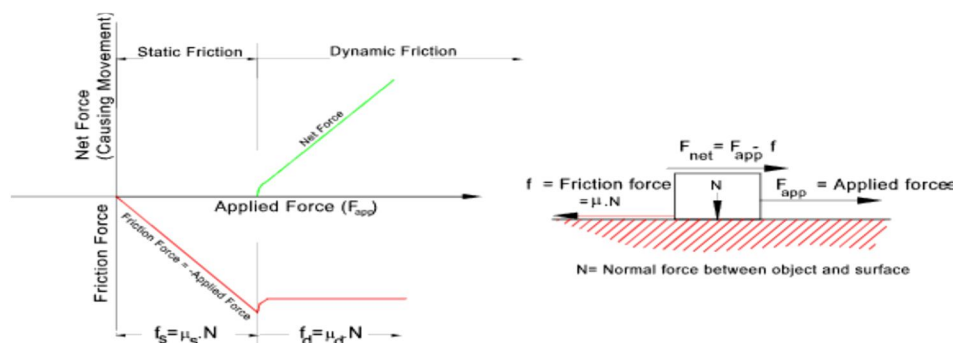 Static Friction
Dynamic Friction
Net Force
(Causing Movement)
Net Force
Applied Force (Fapp)
Friction Force
Friction Force = -Applied Force
fs=μs.N
fd=μd.N
Fnet= Fapp- f
f = Friction force
= μ.N
N
Fapp = Applied forces
N= Normal force between object and surface